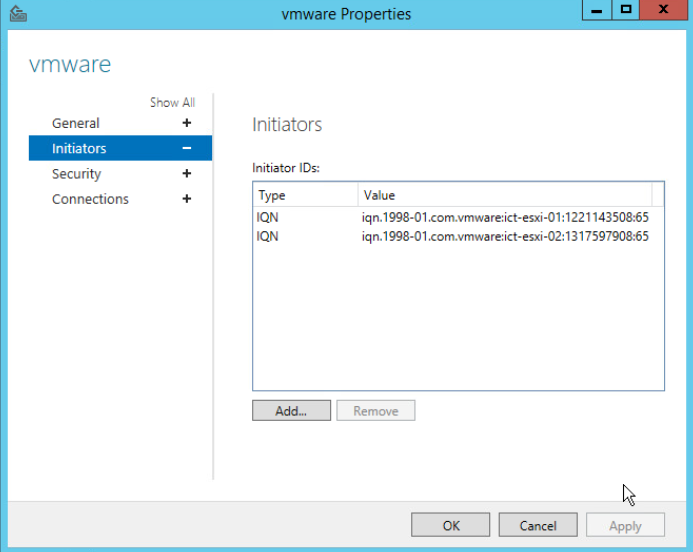 vmware Properties
vmware
Show All
General +
Initiators −
Security +
Connections +
Initiators
Initiator IDs:
Type Value
IQN iqn.1998-01.com.vmware:ict-esxi-01:1221143508:65
IQN iqn.1998-01.com.vmware:ict-esxi-02:1317597908:65
Add... Remove
OK Cancel Apply